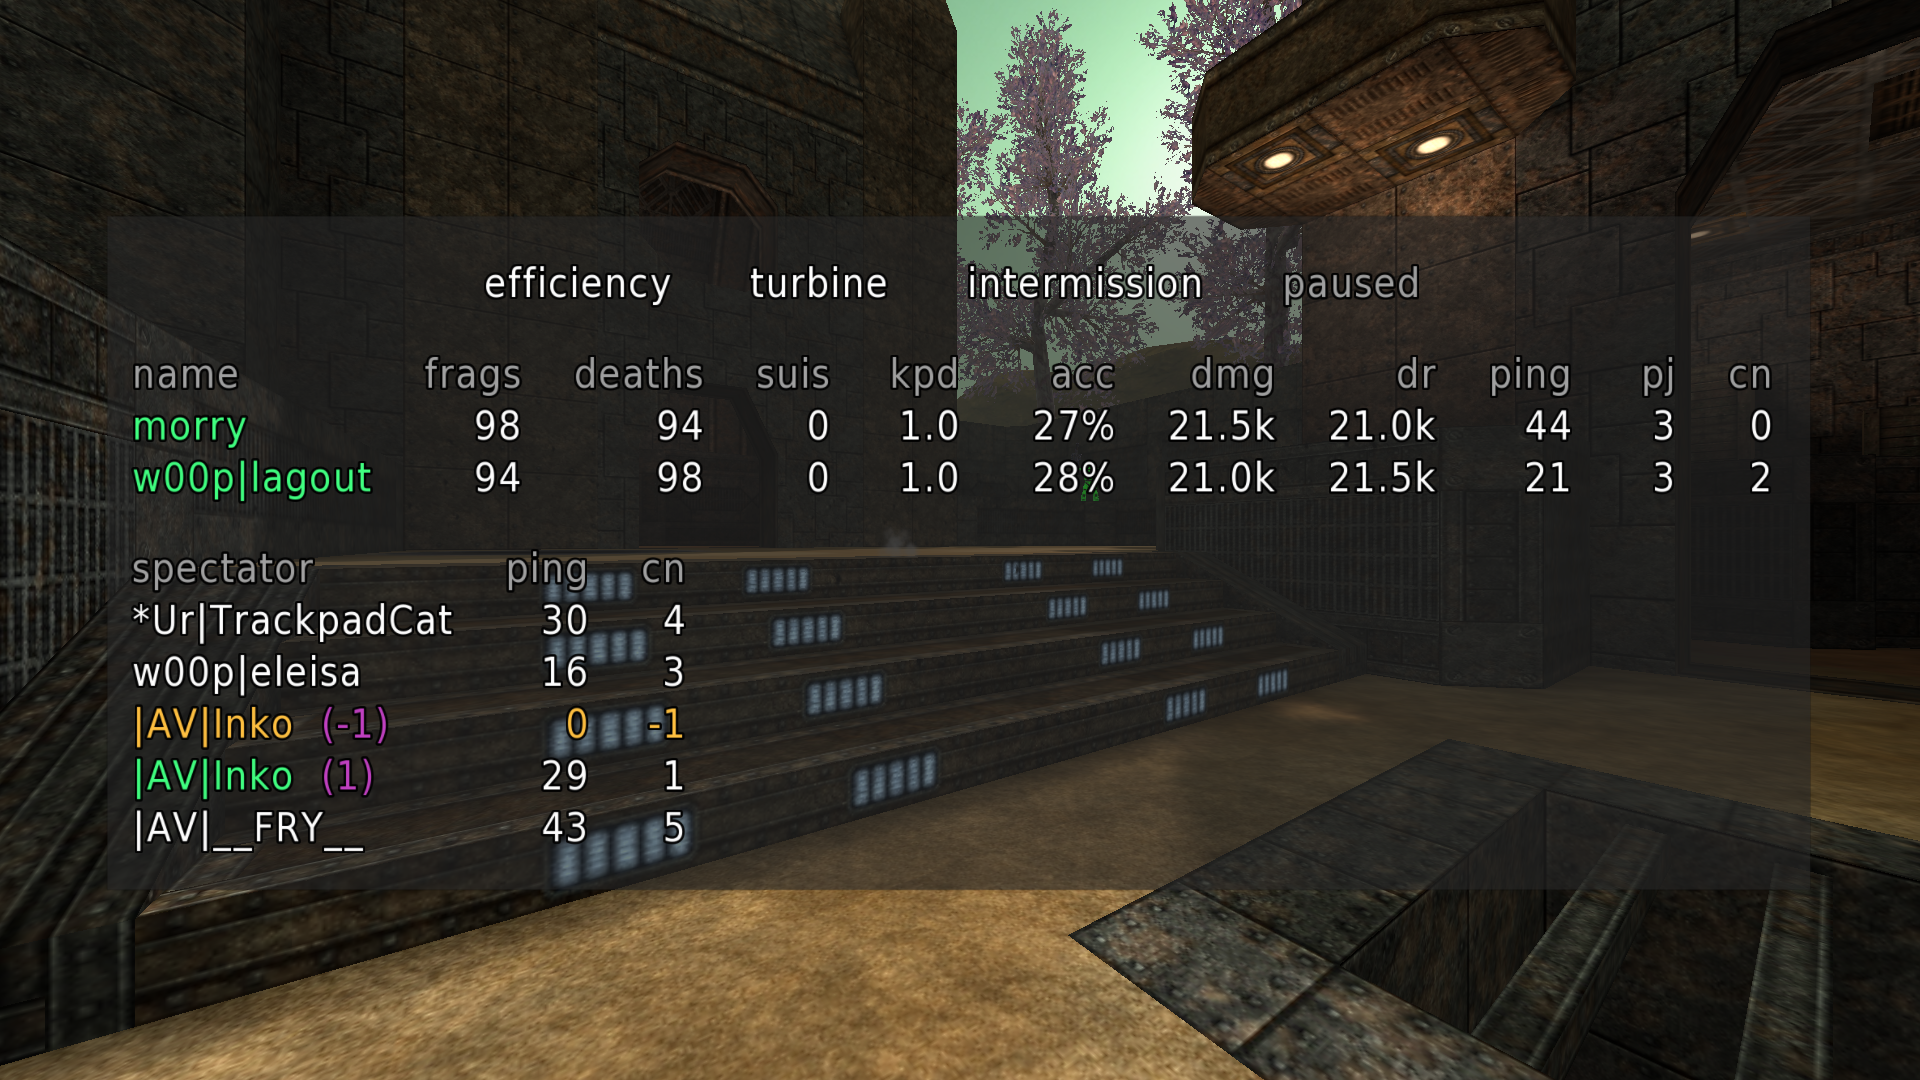 efficiency turbine intermission paused
name frags deaths suis kpd acc dmg dr ping pj cn
morry 98 94 0 1.0 27% 21.5k 21.0k 44 3 0
w00p|lagout 94 98 0 1.0 28% 21.0k 21.5k 21 3 2
spectator ping cn
*Ur|TrackpadCat 30 4
w00p|eleisa 16 3
|AV|Inko (-1) 0 -1
|AV|Inko (1) 29 1
|AV|__FRY__ 43 5